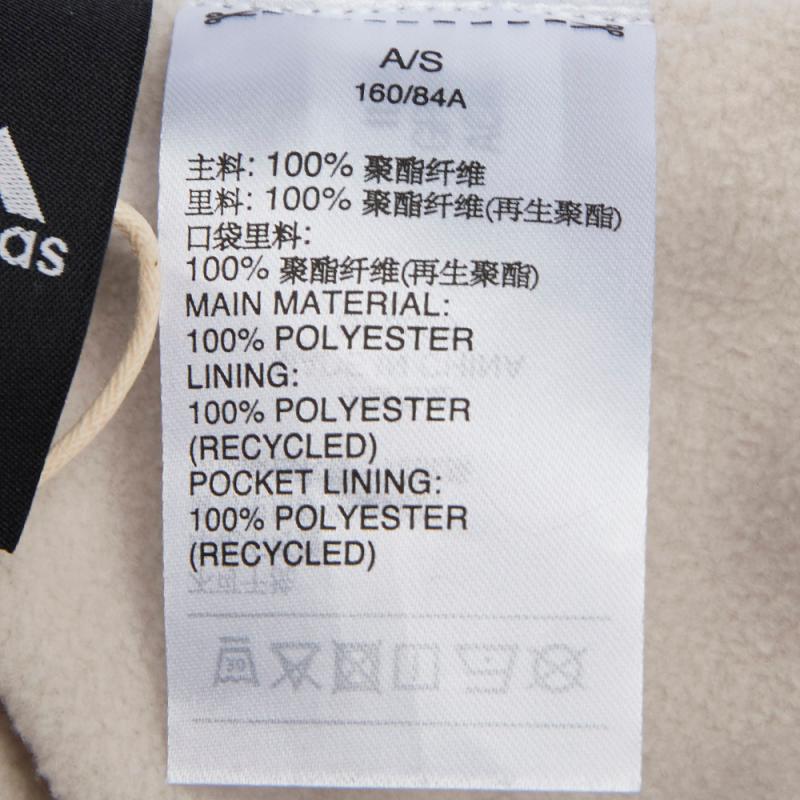 A/S
160/84A
主料: 100% 聚酯纤维
里料: 100% 聚酯纤维(再生聚酯)
口袋里料:
100% 聚酯纤维(再生聚酯)
MAIN MATERIAL:
100% POLYESTER
LINING:
100% POLYESTER
(RECYCLED)
POCKET LINING:
100% POLYESTER
(RECYCLED)
as